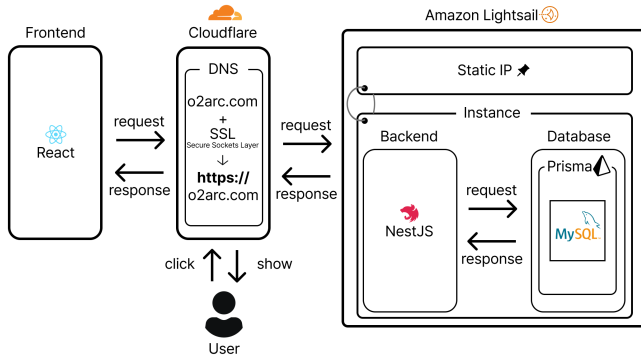 Frontend
React
request
response
Cloudflare
DNS
o2arc.com
+
SSL
Secure Sockets Layer
https://
o2arc.com
click
show
User
request
response
Amazon Lightsail
Static IP
Instance
Backend
NestJS
request
response
Database
Prisma
MySQL